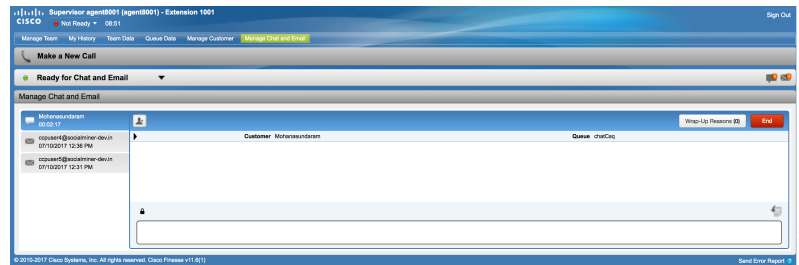 Supervisor agent8001 (agent8001) - Extension 1001
Sign Out
CISCO
Not Ready 08:51
Manage Team My History Team Data Queue Data Manage Customer Manage Chat and Email
Make a New Call
Ready for Chat and Email
Manage Chat and Email
Mohanasundaram
00:02:17
Wrap-Up Reasons (0) End
ccpuser4@socialminer-dev.in
07/10/2017 12:36 PM
Customer Mohanasundaram Queue chatCsq
ccpuser5@socialminer-dev.in
07/10/2017 12:31 PM
© 2010-2017 Cisco Systems, Inc. All rights reserved. Cisco Finesse v11.6(1) Send Error Report ?